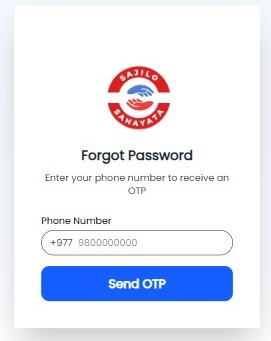 SAJILO
SAHAYATA
Forgot Password
Enter your phone number to receive an
OTP
Phone Number
+977 9800000000
Send OTP